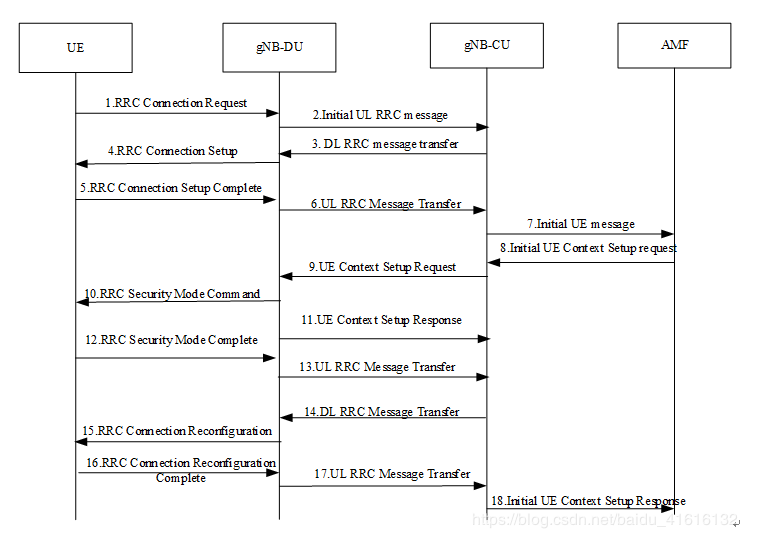 UE
gNB-DU
gNB-CU
AMF
1.RRC Connection Request
2.Initial UL RRC message
3. DL RRC message transfer
4.RRC Connection Setup
5.RRC Connection Setup Complete
6.UL RRC Message Transfer
7.Initial UE message
8.Initial UE Context Setup request
9.UE Context Setup Request
10.RRC Security Mode Command
11.UE Context Setup Response
12.RRC Security Mode Complete
13.UL RRC Message Transfer
14.DL RRC Message Transfer
15.RRC Connection Reconfiguration
16.RRC Connection Reconfiguration
Complete
17.UL RRC Message Transfer
18.Initial UE Context Setup Response
https://blog.csdn.net/baidu_41616132